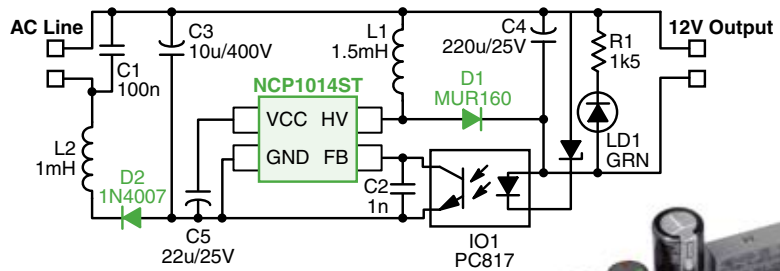 AC Line
C1
100n
C3
10u/400V
L1
1.5mH
C4
220u/25V
R1
1k5
12V Output
NCP1014ST
VCC HV
GND FB
D1
MUR160
L2
1mH
D2
1N4007
C5
22u/25V
C2
1n
IO1
PC817
LD1
GRN